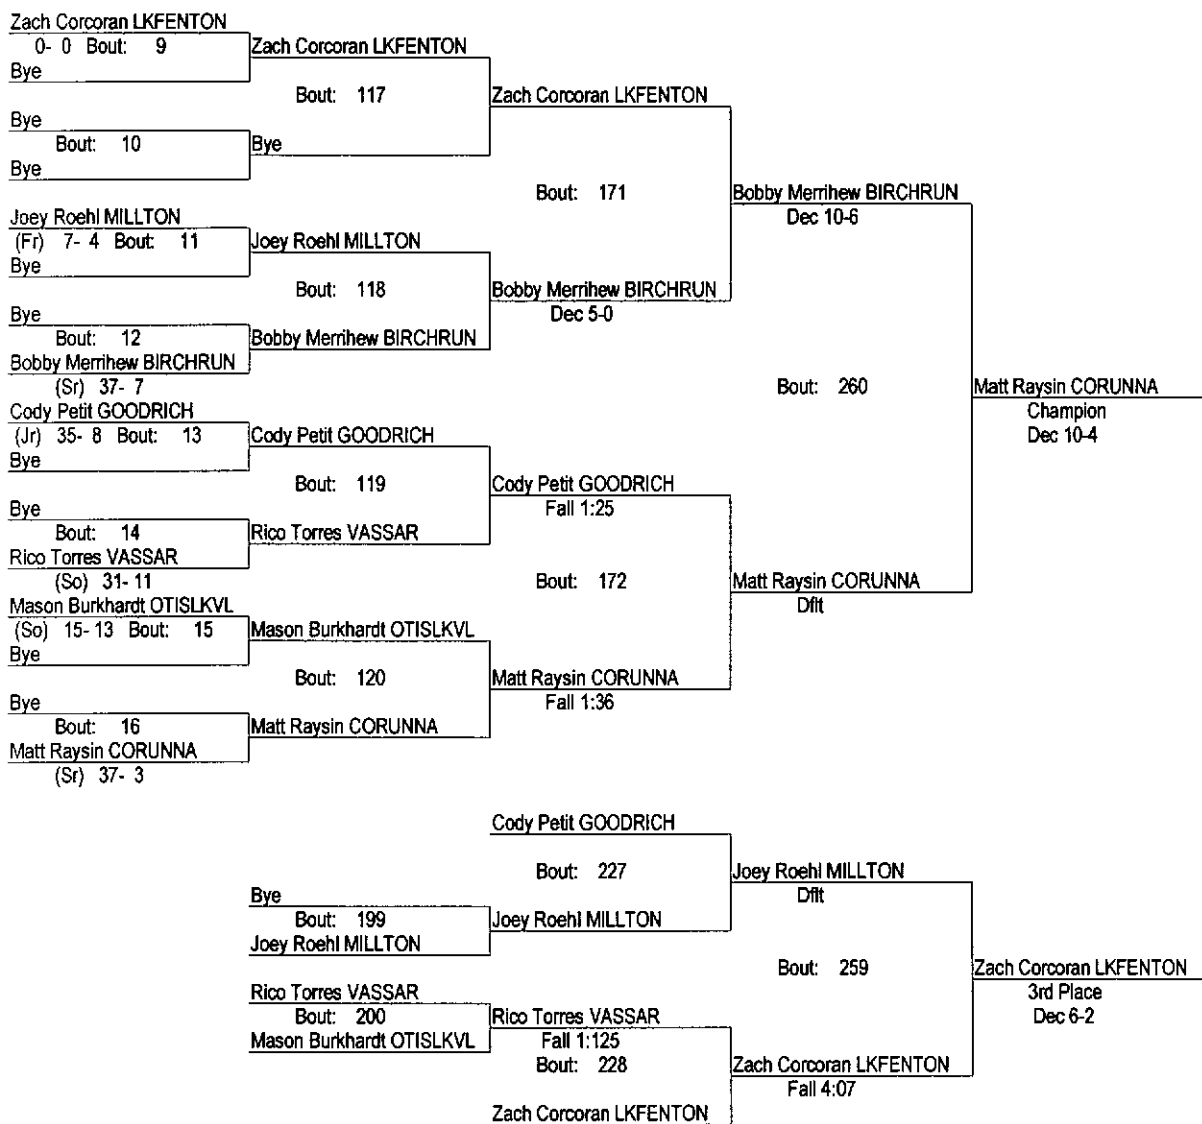 Zach Corcoran LKFENTON
0- 0 Bout: 9
Bye
Bye
Bout: 10
Bye
Joey Roehl MILLTON
(Fr) 7- 4 Bout: 11
Bye
Bye
Bout: 12
Bobby Merrihew BIRCHRUN
(Sr) 37- 7
Cody Petit GOODRICH
(Jr) 35- 8 Bout: 13
Bye
Bye
Bout: 14
Rico Torres VASSAR
(So) 31- 11
Mason Burkhardt OTISLKVL
(So) 15- 13 Bout: 15
Bye
Bye
Bout: 16
Matt Raysin CORUNNA
(Sr) 37- 3
Zach Corcoran LKFENTON
Bout: 117
Bye
Joey Roehl MILLTON
Bout: 118
Bobby Merrihew BIRCHRUN
Cody Petit GOODRICH
Bout: 119
Rico Torres VASSAR
Mason Burkhardt OTISLKVL
Bout: 120
Matt Raysin CORUNNA
Zach Corcoran LKFENTON
Bout: 171
Bobby Merrihew BIRCHRUN
Dec 5-0
Cody Petit GOODRICH
Fall 1:25
Bout: 172
Matt Raysin CORUNNA
Fall 1:36
Bobby Merrihew BIRCHRUN
Dec 10-6
Bout: 260
Matt Raysin CORUNNA
Dflt
Matt Raysin CORUNNA
Champion
Dec 10-4
Bye
Bout: 199
Joey Roehl MILLTON
Rico Torres VASSAR
Bout: 200
Mason Burkhardt OTISLKVL
Cody Petit GOODRICH
Bout: 227
Joey Roehl MILLTON
Rico Torres VASSAR
Fall 1:125
Bout: 228
Zach Corcoran LKFENTON
Joey Roehl MILLTON
Dflt
Bout: 259
Zach Corcoran LKFENTON
Fall 4:07
Zach Corcoran LKFENTON
3rd Place
Dec 6-2